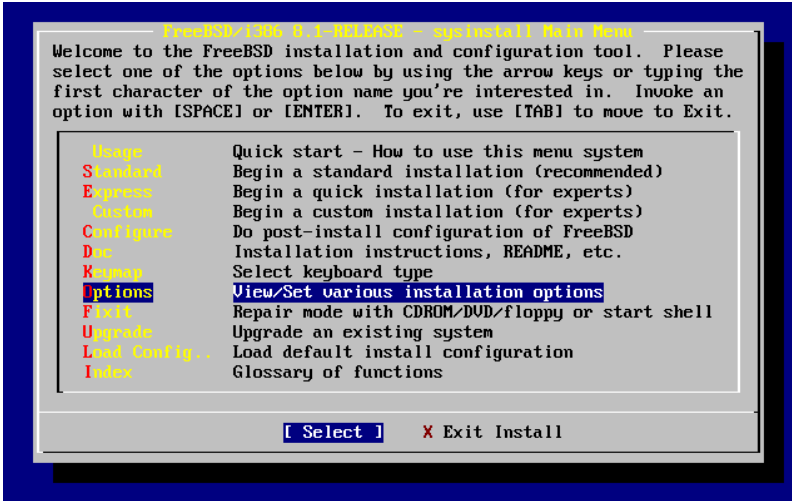 FreeBSD/i386 8.1-RELEASE - sysinstall Main Menu
Welcome to the FreeBSD installation and configuration tool.  Please
select one of the options below by using the arrow keys or typing the
first character of the option name you're interested in.  Invoke an
option with [SPACE] or [ENTER].  To exit, use [TAB] to move to Exit.
Usage Quick start - How to use this menu system
Standard Begin a standard installation (recommended)
Express Begin a quick installation (for experts)
Custom Begin a custom installation (for experts)
Configure Do post-install configuration of FreeBSD
Doc Installation instructions, README, etc.
Keymap Select keyboard type
Options View/Set various installation options
Fixit Repair mode with CDROM/DVD/floppy or start shell
Upgrade Upgrade an existing system
Load Config.. Load default install configuration
Index Glossary of functions
[ Select ] X Exit Install